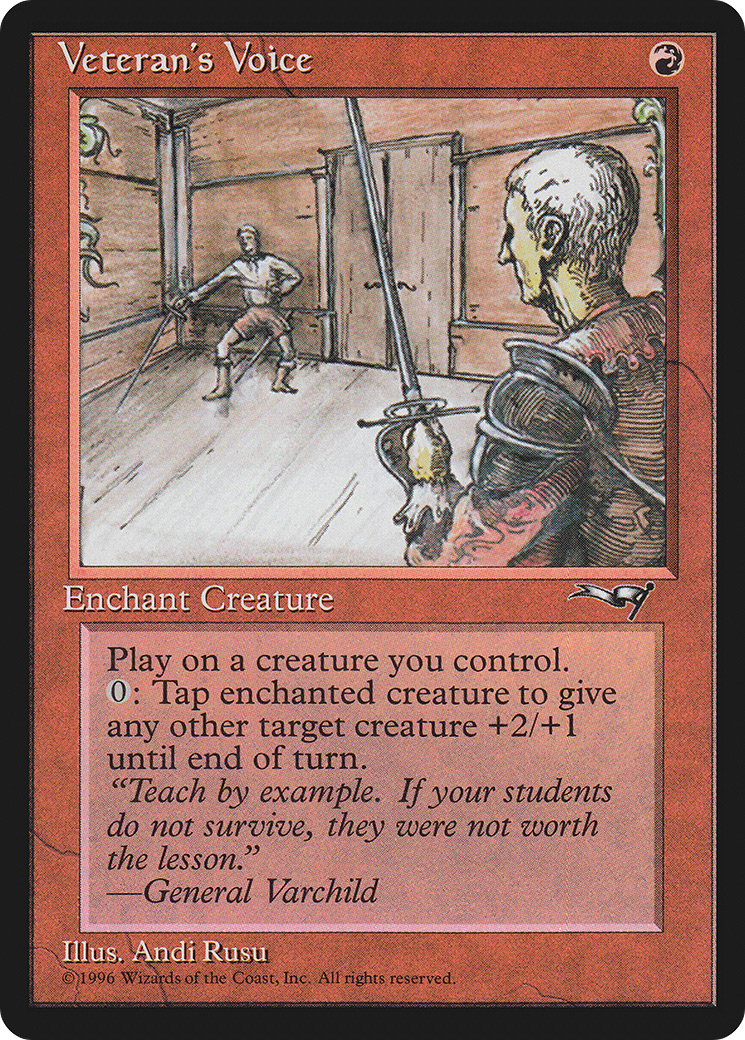 Veteran's Voice
Enchant Creature
Play on a creature you control.
0: Tap enchanted creature to give
any other target creature +2/+1
until end of turn.
“Teach by example. If your students
do not survive, they were not worth
the lesson.”
—General Varchild
Illus. Andi Rusu
©1996 Wizards of the Coast, Inc. All rights reserved.